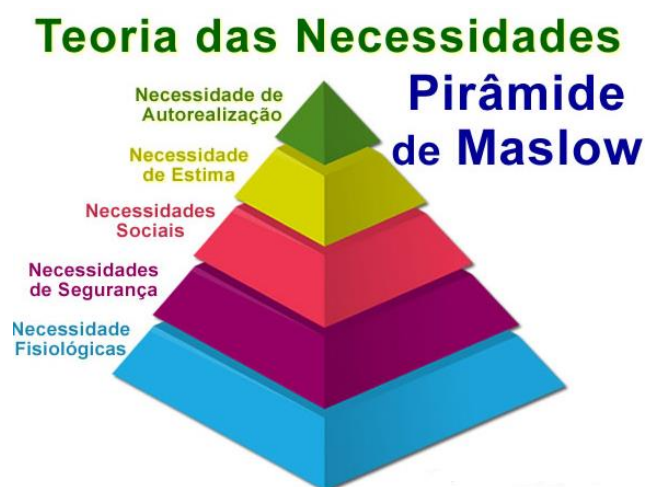 Teoria das Necessidades
Pirâmide
de Maslow
Necessidade de
Autorealização
Necessidade
de Estima
Necessidades
Sociais
Necessidades
de Segurança
Necessidade
Fisiológicas